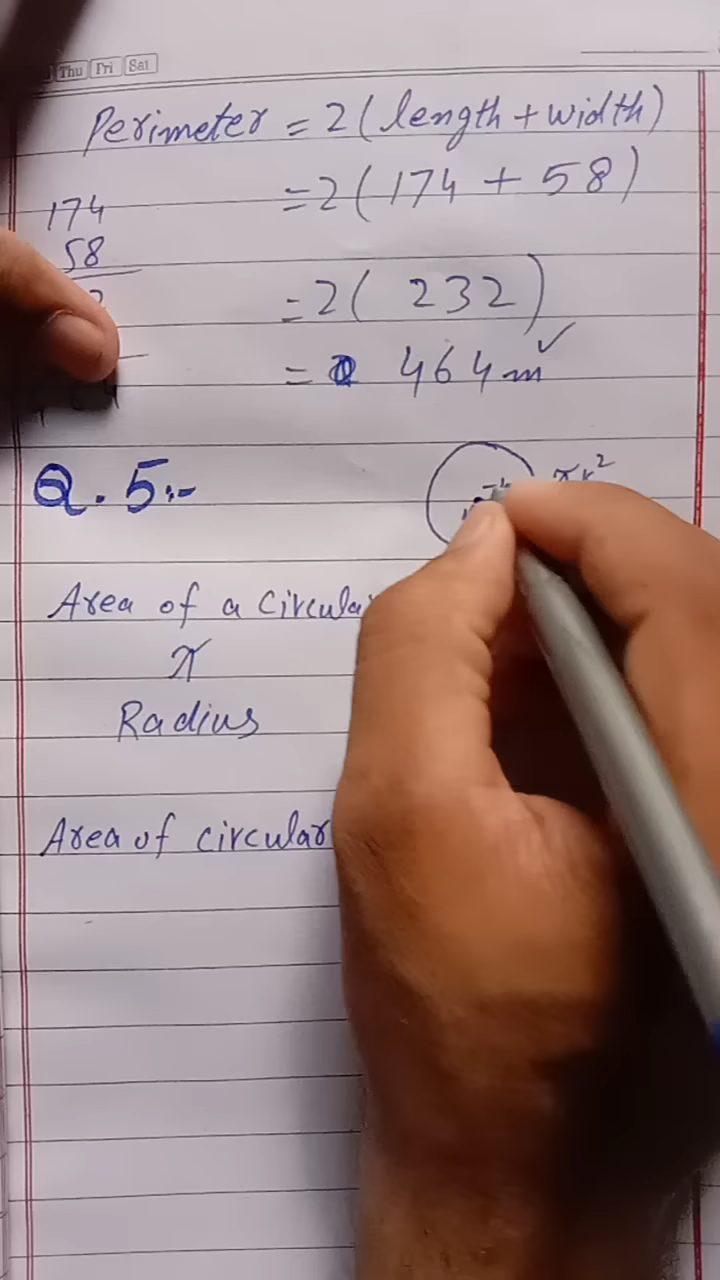 Thu Fri Sat
Perimeter = 2(length + width)
174
58
= 2(174 + 58)
= 2(232)
= 464m ✓
Q.5:-
πr²
Area of a Circula
π
Radius
Area of circular